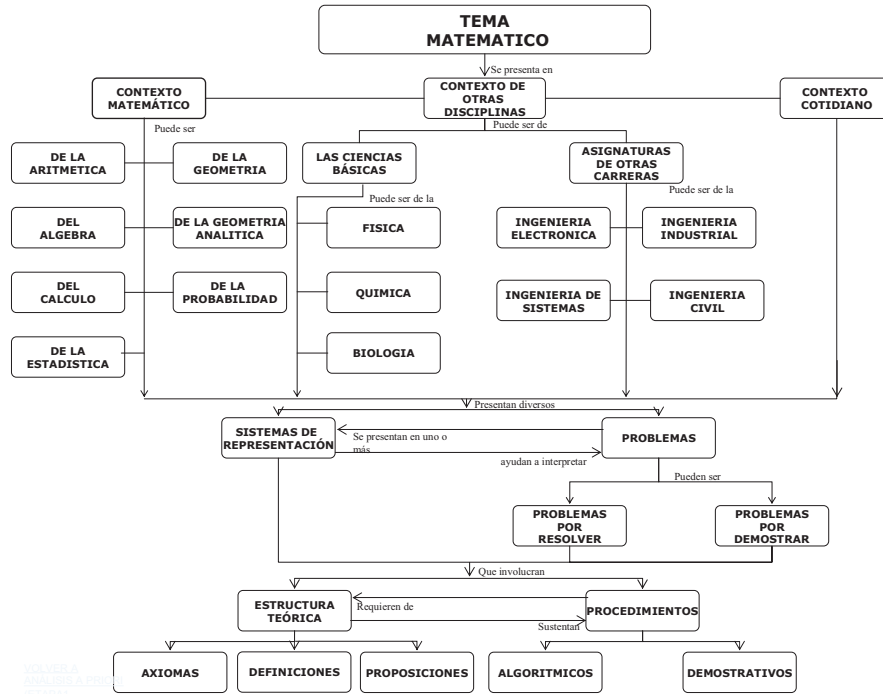 TEMA
MATEMATICO
Se presenta en
CONTEXTO
MATEMÁTICO
CONTEXTO DE
OTRAS
DISCIPLINAS
CONTEXTO
COTIDIANO
Puede ser
Puede ser de
DE LA
ARITMETICA
DE LA
GEOMETRIA
LAS CIENCIAS
BÁSICAS
ASIGNATURAS
DE OTRAS
CARRERAS
Puede ser de la
Puede ser de la
DEL
ALGEBRA
DE LA GEOMETRIA
ANALITICA
FISICA
INGENIERIA
ELECTRONICA
INGENIERIA
INDUSTRIAL
DEL
CALCULO
DE LA
PROBABILIDAD
QUIMICA
INGENIERIA DE
SISTEMAS
INGENIERIA
CIVIL
DE LA
ESTADISTICA
BIOLOGIA
Presentan diversos
SISTEMAS DE
REPRESENTACIÓN
Se presentan en uno o
más
PROBLEMAS
ayudan a interpretar
Pueden ser
PROBLEMAS
POR
RESOLVER
PROBLEMAS
POR
DEMOSTRAR
Que involucran
ESTRUCTURA
TEÓRICA
Requieren de
PROCEDIMIENTOS
Sustentan
AXIOMAS
DEFINICIONES
PROPOSICIONES
ALGORITMICOS
DEMOSTRATIVOS
VOLVER A